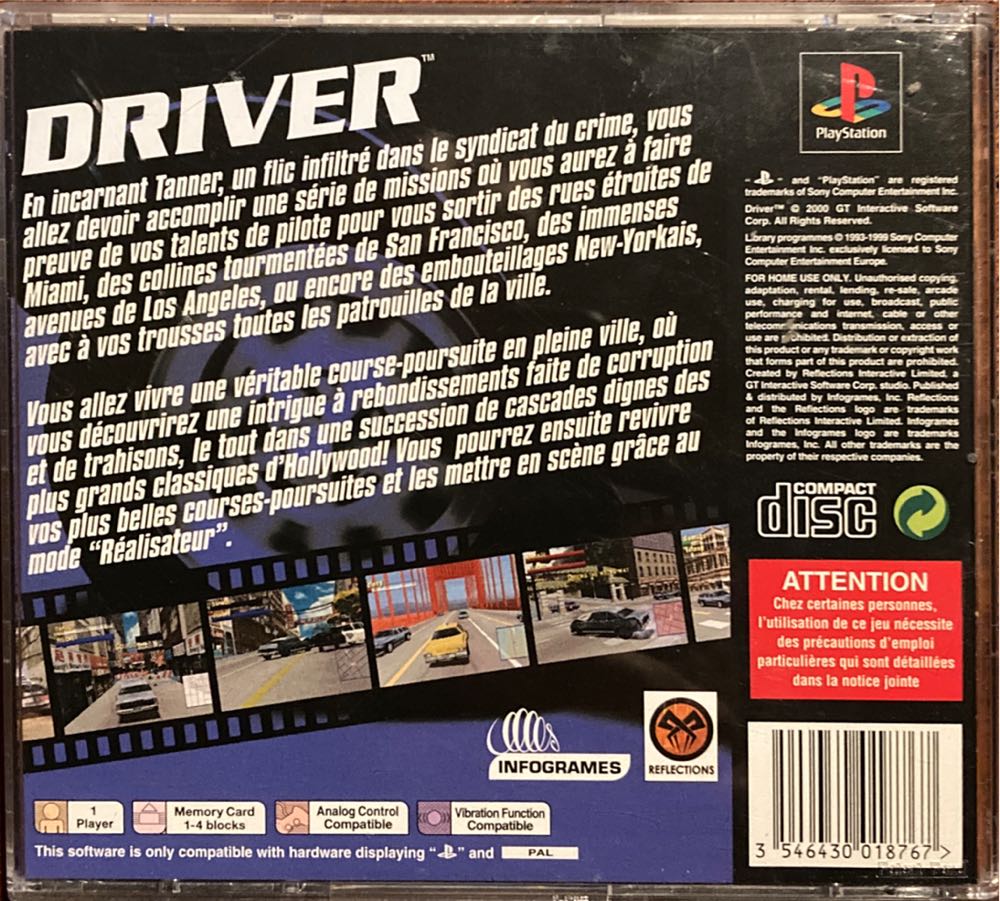 DRIVER™
En incarnant Tanner, un flic infiltré dans le syndicat du crime, vous
allez devoir accomplir une série de missions où vous aurez à faire
preuve de vos talents de pilote pour vous sortir des rues étroites de
Miami, des collines tourmentées de San Francisco, des immenses
avenues de Los Angeles, ou encore des embouteillages New-Yorkais,
avec à vos trousses toutes les patrouilles de la ville.
Vous allez vivre une véritable course-poursuite en pleine ville, où
vous découvrirez une intrigue à rebondissements faite de corruption
et de trahisons, le tout dans une succession de cascades dignes des
plus grands classiques d'Hollywood! Vous pourrez ensuite revivre
vos plus belles courses-poursuites et les mettre en scène grâce au
mode "Réalisateur".
INFOGRAMES
REFLECTIONS
1
Player
Memory Card
1-4 blocks
Analog Control
Compatible
Vibration Function
Compatible
This software is only compatible with hardware displaying " " and PAL
PlayStation
" " and "PlayStation" are registered
trademarks of Sony Computer Entertainment Inc.
Driver™ © 2000 GT Interactive Software
Corp. All Rights Reserved.
Library programmes © 1993-1999 Sony Computer
Entertainment Inc. exclusively licensed to Sony
Computer Entertainment Europe.
FOR HOME USE ONLY. Unauthorised copying,
adaptation, rental, lending, re-sale, arcade
use, charging for use, broadcast, public
performance and internet, cable or other
telecommunications transmission, access or
use are prohibited. Distribution or extraction of
this product or any trademark or copyright work
that forms part of this product are prohibited.
Created by Reflections Interactive Limited, a
GT Interactive Software Corp. studio. Published
& distributed by Infogrames, Inc. Reflections
and the Reflections logo are trademarks
of Reflections Interactive Limited. Infogrames
and the Infogrames logo are trademarks
Infogrames, Inc. All other trademarks are the
property of their respective companies.
COMPACT
disc
ATTENTION
Chez certaines personnes,
l'utilisation de ce jeu nécessite
des précautions d'emploi
particulières qui sont détaillées
dans la notice jointe
3 546430 018767 >